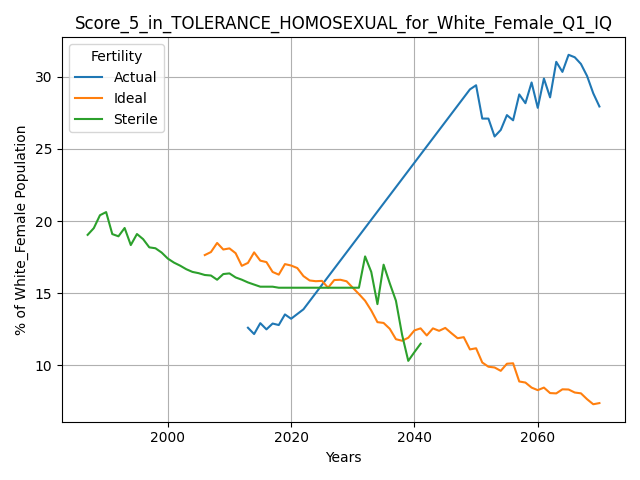 Score_5_in_TOLERANCE_HOMOSEXUAL_for_White_Female_Q1_IQ
Fertility
Actual
Ideal
Sterile
% of White_Female Population
30
25
20
15
10
2000
2020
2040
2060
Years